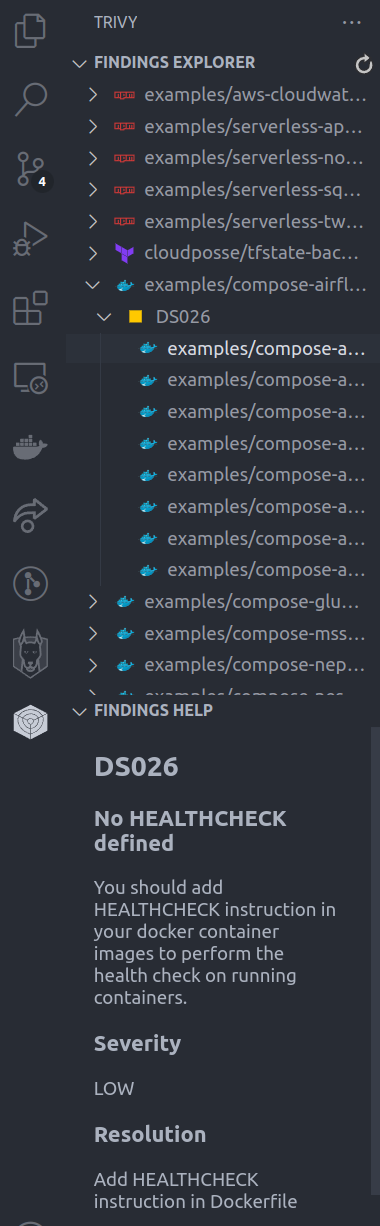 TRIVY
FINDINGS EXPLORER
examples/aws-cloudwat...
examples/serverless-ap...
examples/serverless-no...
examples/serverless-sq...
examples/serverless-tw...
4
cloudposse/tfstate-bac...
examples/compose-airfl...
DS026
examples/compose-a...
examples/compose-a...
examples/compose-a...
examples/compose-a...
examples/compose-a...
examples/compose-a...
examples/compose-a...
examples/compose-a...
examples/compose-glu...
examples/compose-mss...
examples/compose-nep...
FINDINGS HELP
DS026
No HEALTHCHECK
defined
You should add
HEALTHCHECK instruction in
your docker container
images to perform the
health check on running
containers.
Severity
LOW
Resolution
Add HEALTHCHECK
instruction in Dockerfile